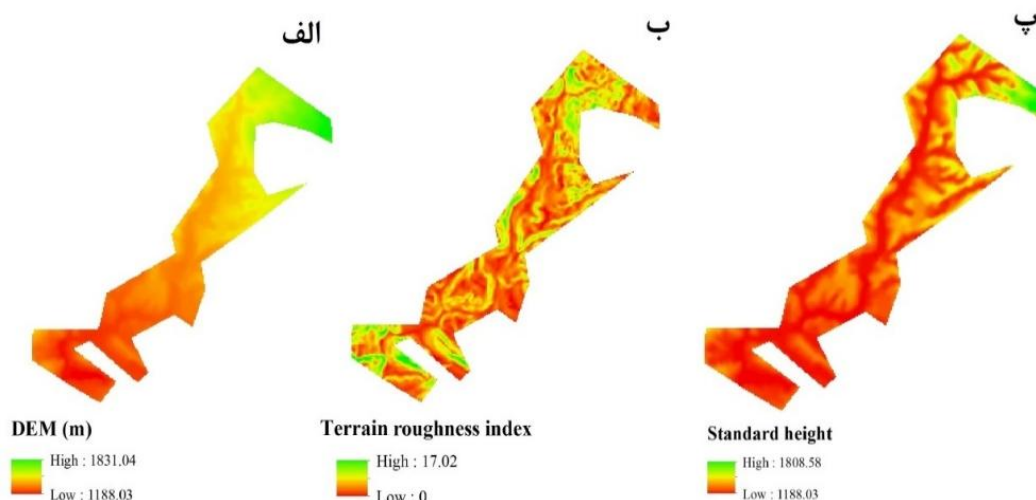 الف
ب
پ
DEM (m)
High : 1831.04
Low : 1188.03
Terrain roughness index
High : 17.02
Low : 0
Standard height
High : 1808.58
Low : 1188.03